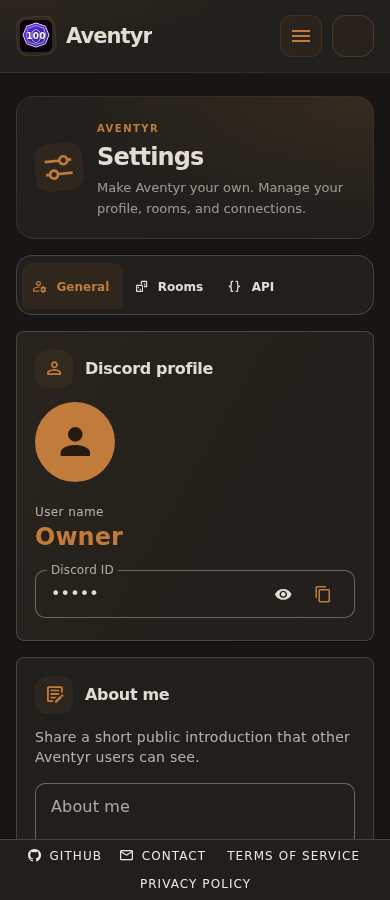 100
Aventyr
AVENTYR
Settings
Make Aventyr your own. Manage your
profile, rooms, and connections.
General
Rooms
{} API
Discord profile
User name
Owner
Discord ID
•••••
About me
Share a short public introduction that other
Aventyr users can see.
About me
GITHUB
CONTACT
TERMS OF SERVICE
PRIVACY POLICY